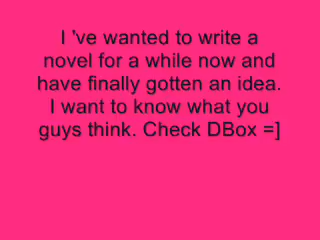 I 've wanted to write a
novel for a while now and
have finally gotten an idea.
I want to know what you
guys think. Check DBox =]